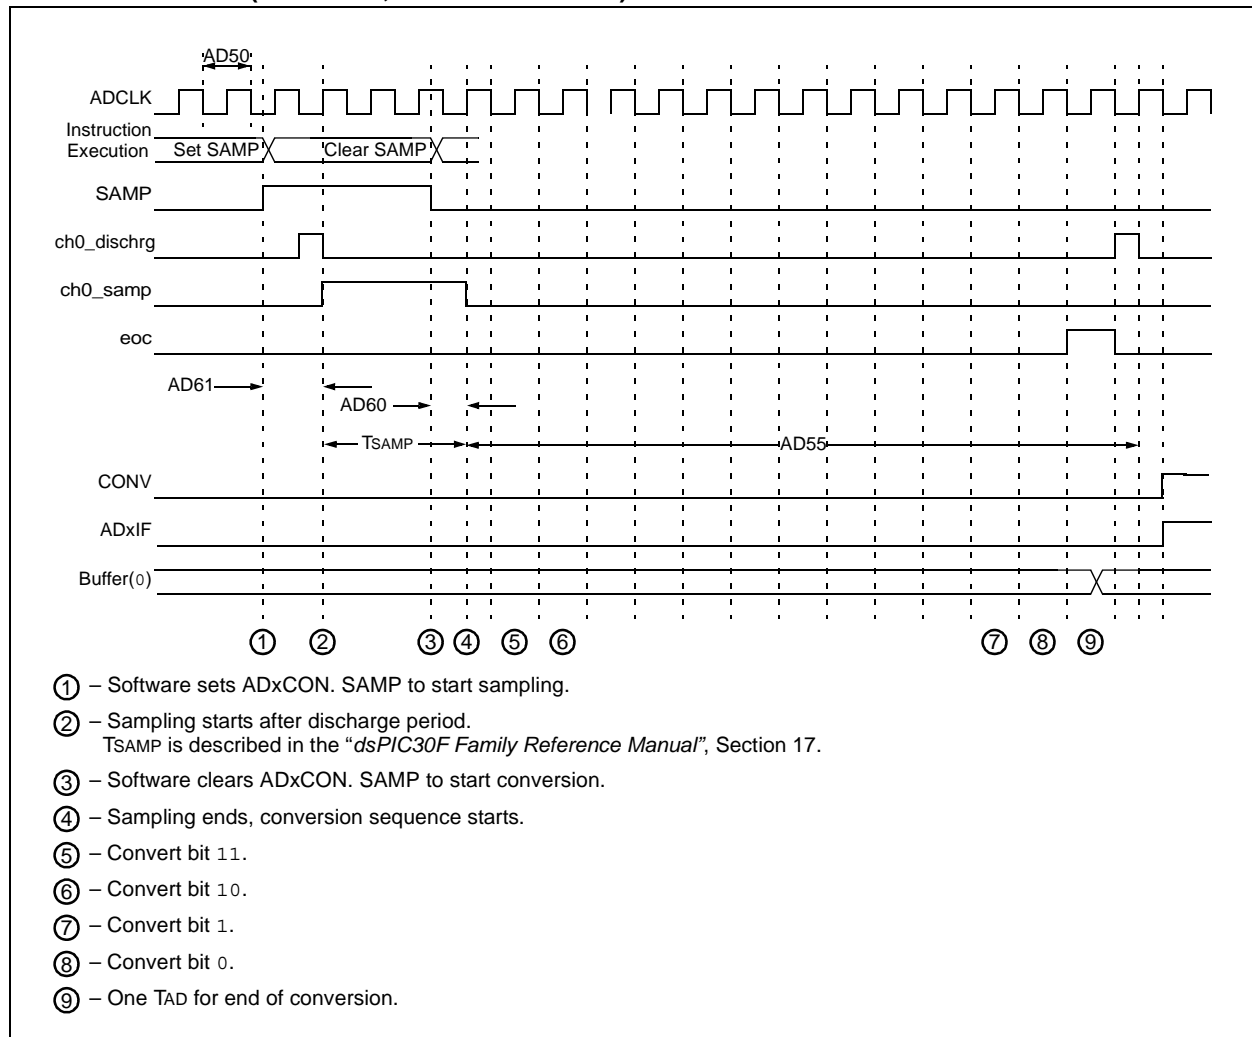 AD50
ADCLK
Instruction
Execution Set SAMP Clear SAMP
SAMP
ch0_dischrg
ch0_samp
eoc
AD61
AD60
TSAMP AD55
CONV
ADxIF
Buffer(0)
1 2 3 4 5 6 7 8 9
1 – Software sets ADxCON. SAMP to start sampling.
2 – Sampling starts after discharge period.
TSAMP is described in the “dsPIC30F Family Reference Manual”, Section 17.
3 – Software clears ADxCON. SAMP to start conversion.
4 – Sampling ends, conversion sequence starts.
5 – Convert bit 11.
6 – Convert bit 10.
7 – Convert bit 1.
8 – Convert bit 0.
9 – One TAD for end of conversion.